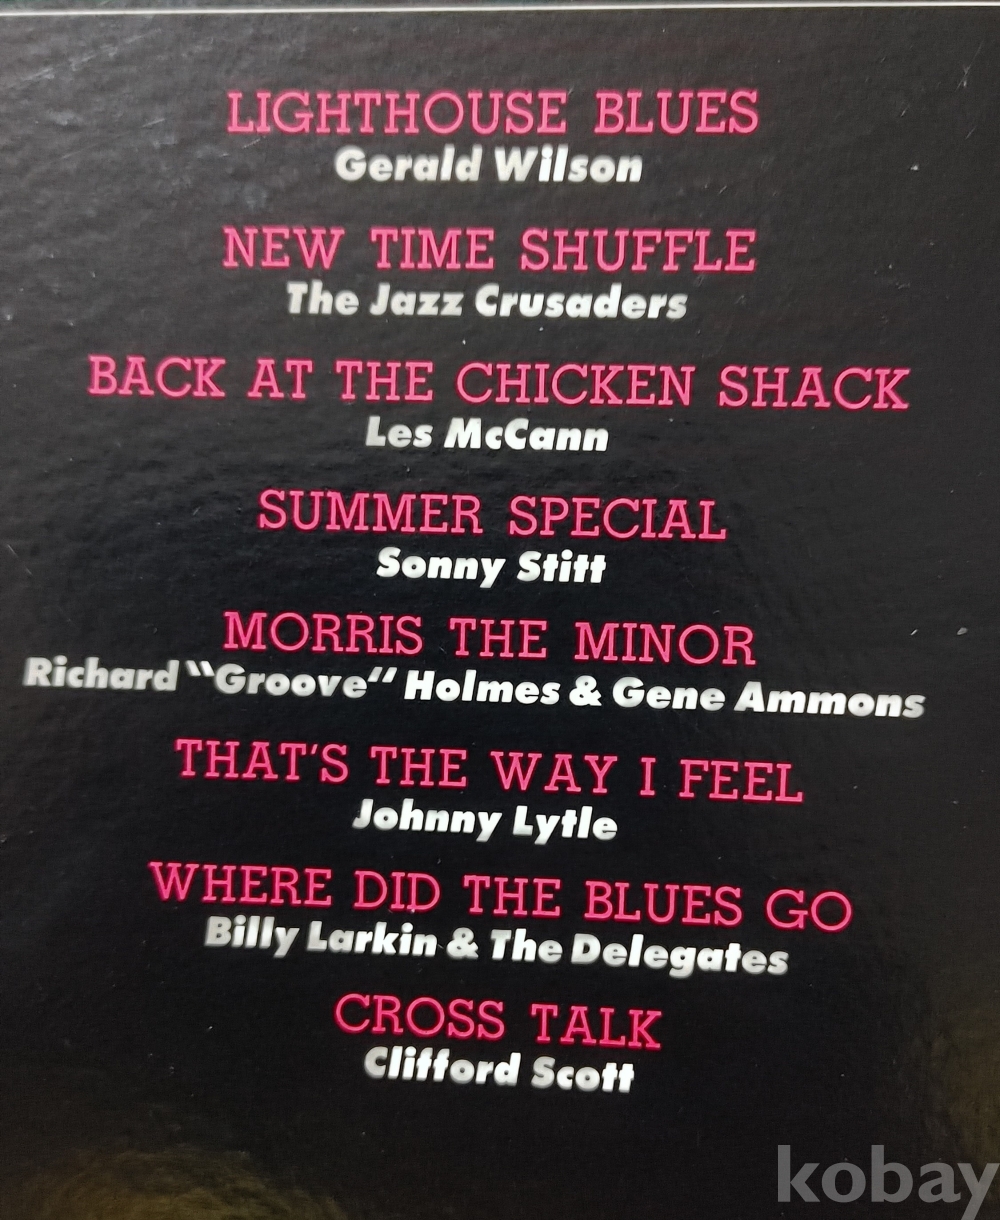 LIGHTHOUSE BLUES
Gerald Wilson
NEW TIME SHUFFLE
The Jazz Crusaders
BACK AT THE CHICKEN SHACK
Les McCann
SUMMER SPECIAL
Sonny Stitt
MORRIS THE MINOR
Richard "Groove" Holmes & Gene Ammons
THAT'S THE WAY I FEEL
Johnny Lytle
WHERE DID THE BLUES GO
Billy Larkin & The Delegates
CROSS TALK
Clifford Scott
kobay